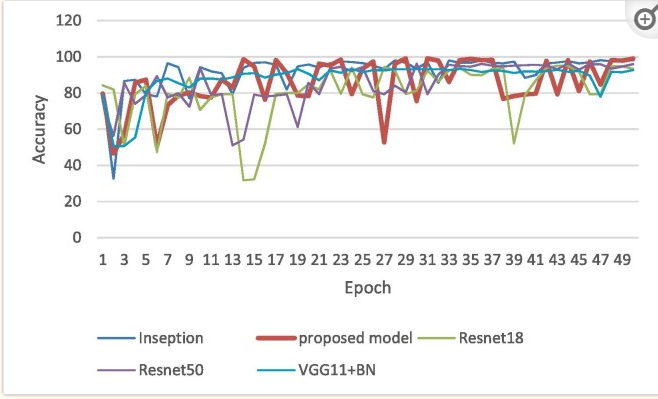 120
100
80
60
40
20
0
Accuracy
1 3 5 7 9 11 13 15 17 19 21 23 25 27 29 31 33 35 37 39 41 43 45 47 49
Epoch
Inseption proposed model Resnet18
Resnet50 VGG11+BN